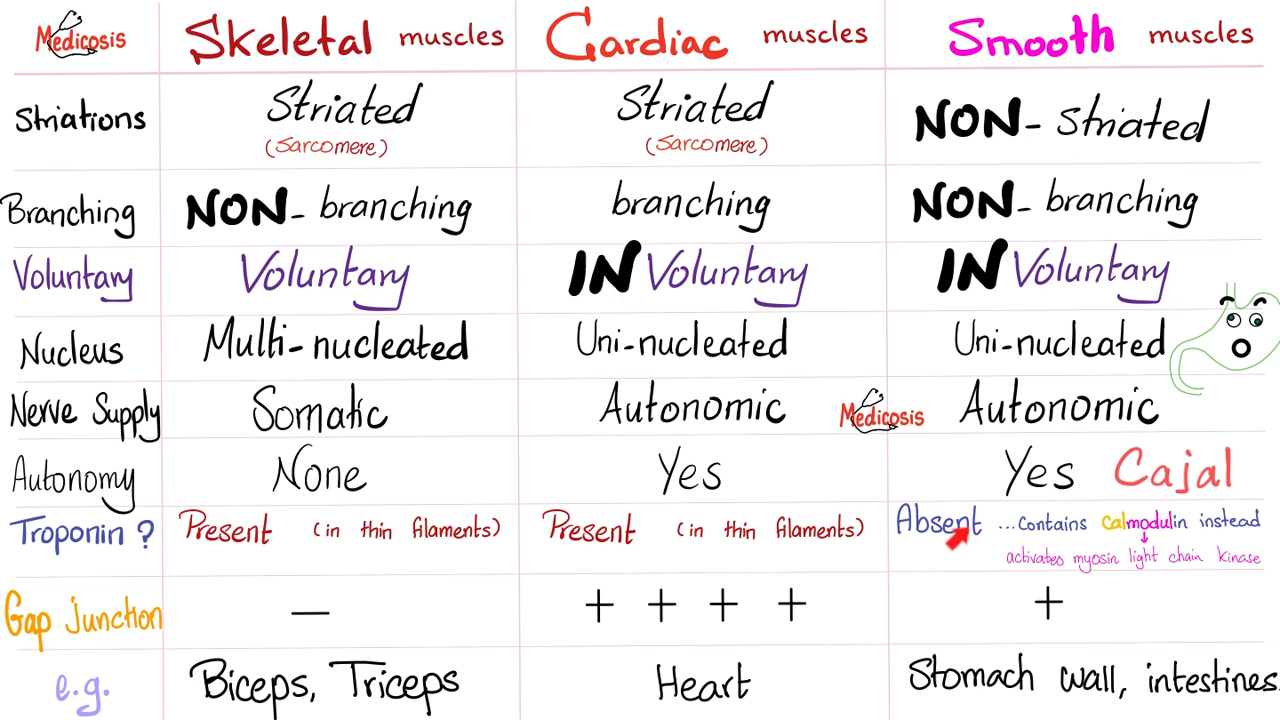 Medicosis Skeletal muscles Cardiac muscles Smooth muscles
Striations Striated Striated NON- Striated
(Sarcomere) (Sarcomere)
Branching NON- branching branching NON- branching
Voluntary Voluntary INVoluntary INVoluntary
Nucleus Multi-nucleated Uni-nucleated Uni-nucleated
Nerve Supply Somatic Autonomic Medicosis Autonomic
Autonomy None Yes Yes Cajal
Troponin ? Present (in thin filaments) Present (in thin filaments) Absent ...Contains calmodulin instead
↓
activates myosin light chain kinase
Gap junction — + + + + +
e.g. Biceps, Triceps Heart Stomach wall, intestines.